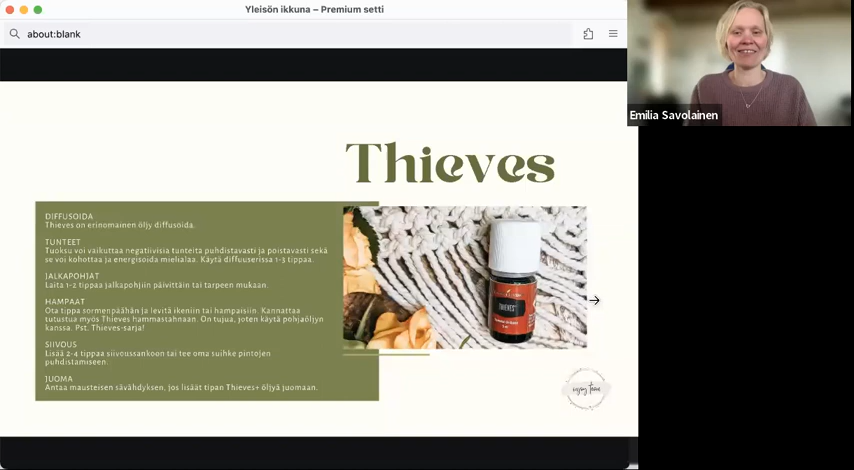 Yleisön ikkuna – Premium setti
about:blank
Emilia Savolainen
Thieves
DIFFUSOIDA
Thieves on erinomainen öljy diffusöida.
TUNTEET
Tuoksu voi vaikuttaa negatiivisia tunteita puhdistavasti ja poistavasti sekä
se voi kohottaa ja energisoida mielialaa. Käytä diffuuserissa 1-3 tippaa.
JALKAPOHJAT
Laita 1-2 tippaa jalkapohjiin päivittäin tai tarpeen mukaan.
HAMPAAT
Ota tippa sormenpäähän ja levitä ikeniin tai hampaisiin. Kannattaa
tutustua myös Thieves hammastahnaan. On tujua, joten käytä pohjaöljyn
kanssa. Pst. Thieves-sarja!
SIIVOUS
Lisää 2-4 tippaa siivoussankoon tai tee oma suihke pintojen
puhdistamiseen.
JUOMA
Antaa mausteisen sävähdyksen, jos lisäät tipan Thieves+ öljyä juomaan.
THIEVES